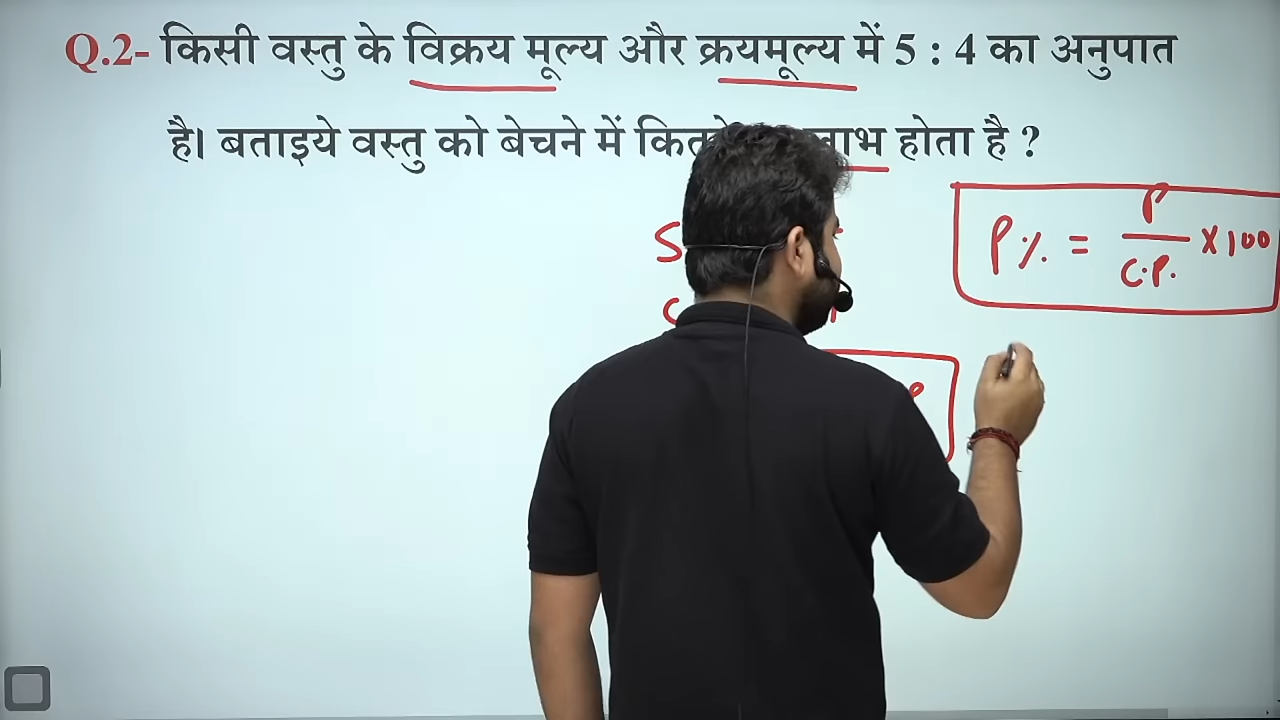 Q.2- किसी वस्तु के विक्रय मूल्य और क्रयमूल्य में 5 : 4 का अनुपात
है। बताइये वस्तु को बेचने में होता है ?
S
P% = P/C.P. × 100
C